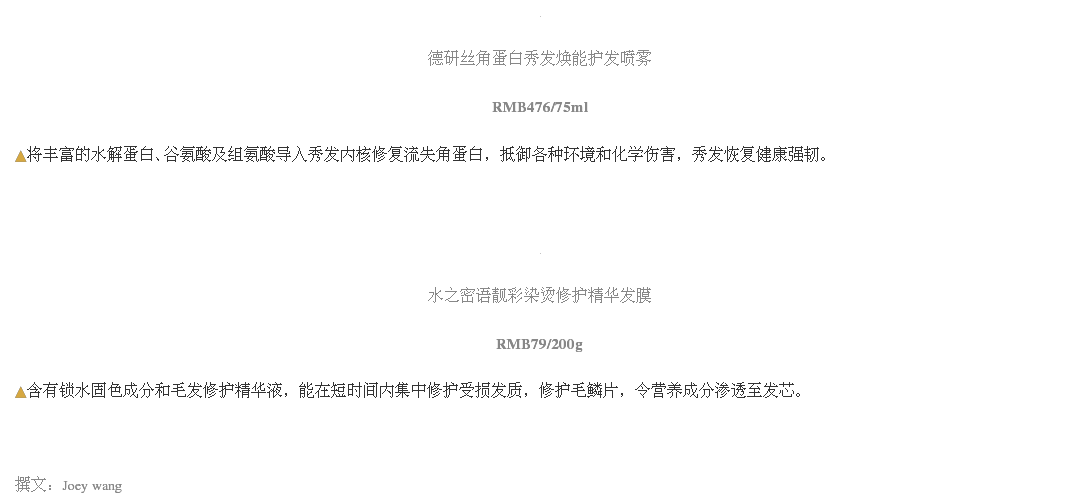 德研丝角蛋白秀发焕能护发喷雾
RMB476/75ml
▲将丰富的水解蛋白、谷氨酸及组氨酸导入秀发内核修复流失角蛋白，抵御各种环境和化学伤害，秀发恢复健康强韧。
水之密语靓彩染烫修护精华发膜
RMB79/200g
▲含有锁水固色成分和毛发修护精华液，能在短时间内集中修护受损发质，修护毛鳞片，令营养成分渗透至发芯。
撰文：Joey wang